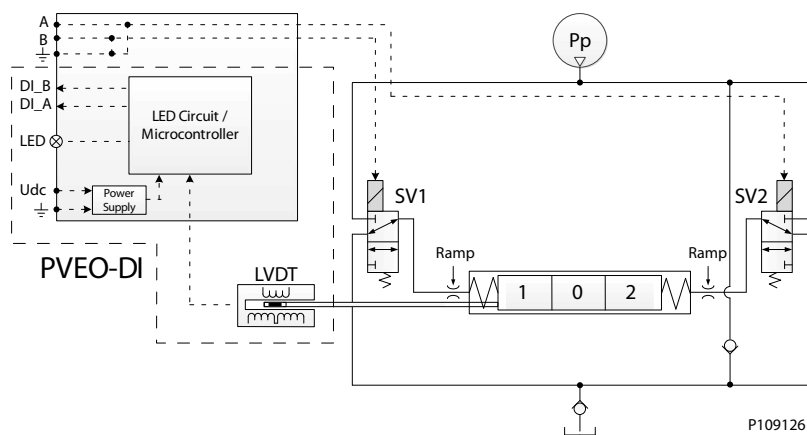 A
B
Pp
DI_B
DI_A
LED Circuit /
Microcontroller
LED
Udc
Power
Supply
SV1
SV2
PVEO-DI
LVDT
Ramp
Ramp
1 0 2
P109126